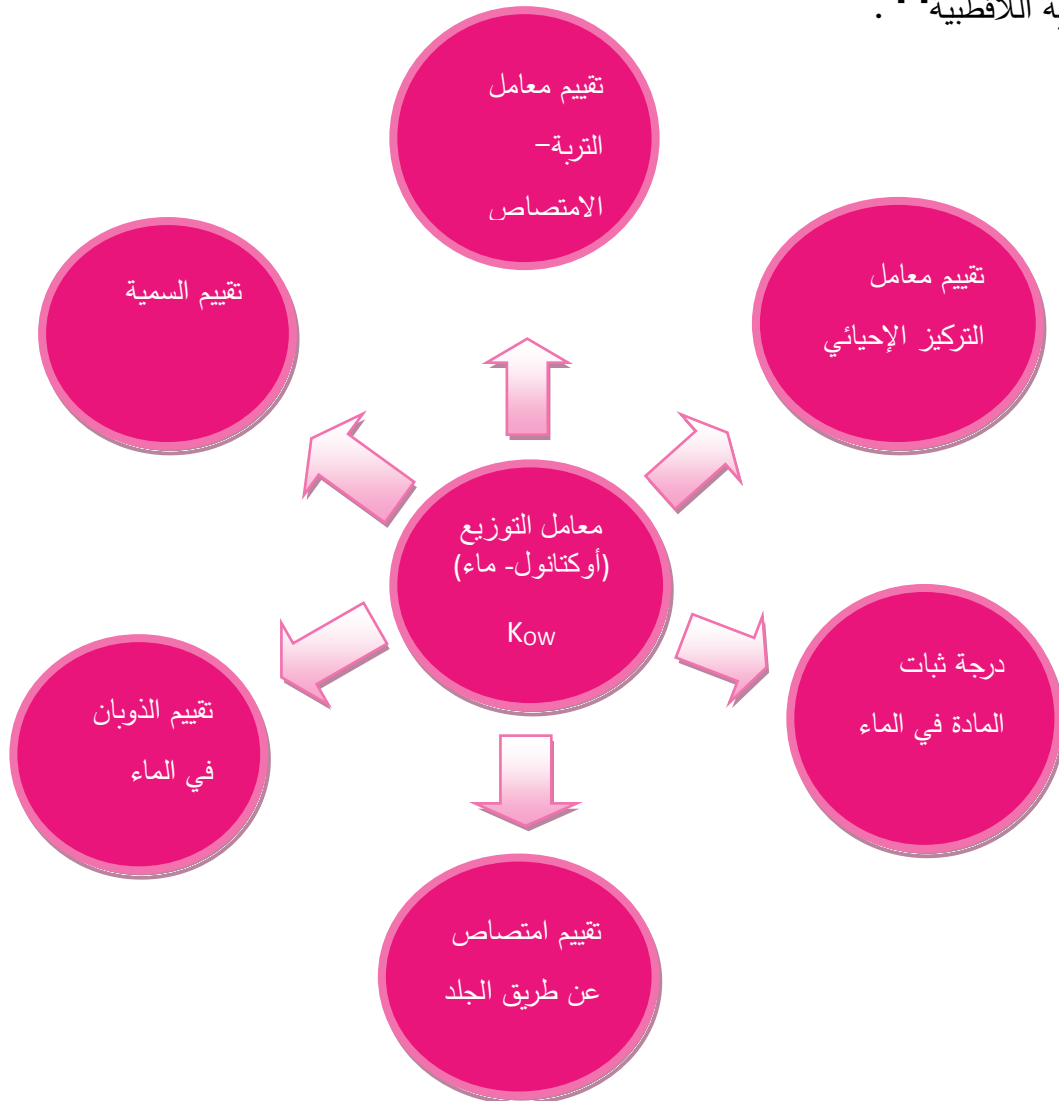 اللاقطبية
تقييم معامل
التربة–
الامتصاص
تقييم معامل
التركيز الإحيائي
تقييم السمية
معامل التوزيع
(أوكتانول- ماء)
Kow
درجة ثبات
المادة في الماء
تقييم الذوبان
في الماء
تقييم امتصاص
عن طريق الجلد